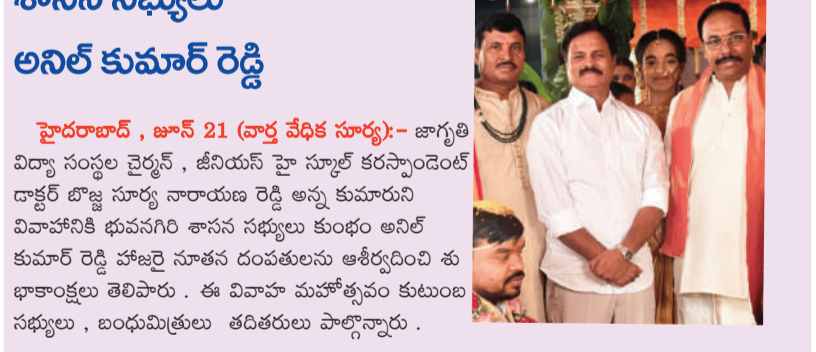 శాసన సభ్యులు
అనిల్ కుమార్ రెడ్డి
హైదరాబాద్ , జూన్ 21 (వార్త వేధిక సూర్య):- జాగృతి
విద్యా సంస్థల చైర్మన్ , జీనియస్ హై స్కూల్ కరస్పాండెంట్
డాక్టర్ బొజ్జ సూర్య నారాయణ రెడ్డి అన్న కుమారుని
వివాహానికి భువనగిరి శాసన సభ్యులు కుంభం అనిల్
కుమార్ రెడ్డి హాజరై నూతన దంపతులను ఆశీర్వదించి శు
భాకాంక్షలు తెలిపారు . ఈ వివాహ మహోత్సవం కుటుంబ
సభ్యులు , బంధుమిత్రులు తదితరులు పాల్గొన్నారు .